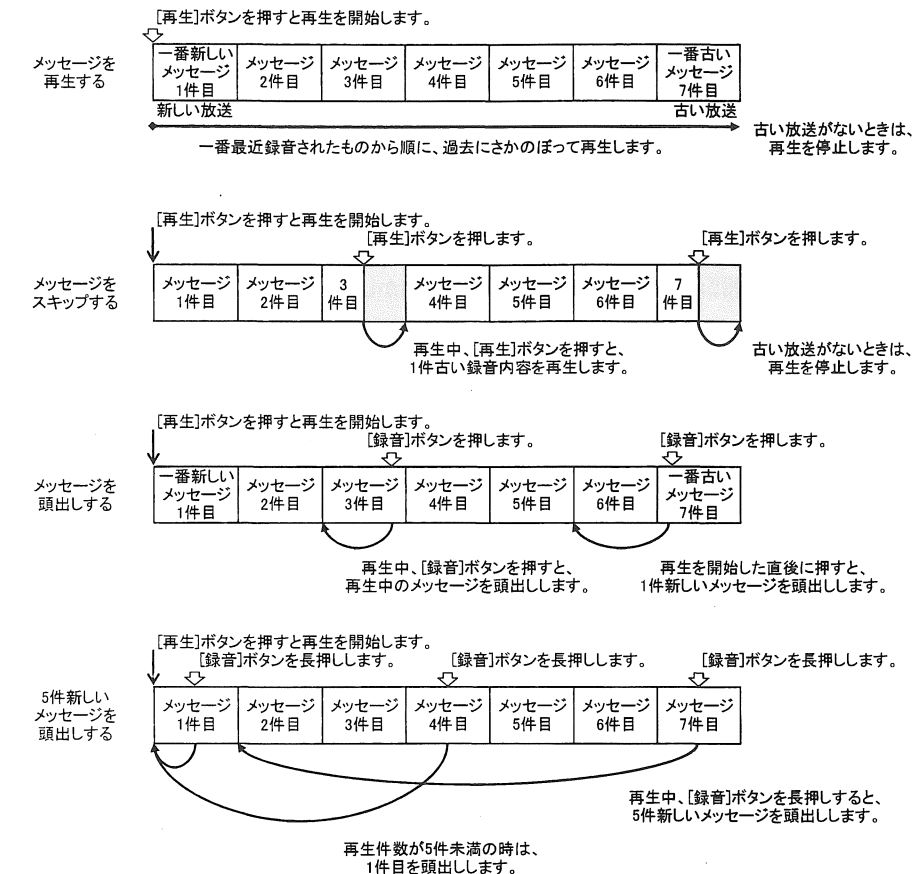 [再生]ボタンを押すと再生を開始します。
メッセージを
再生する
一番新しい
メッセージ
1件目
メッセージ
2件目
メッセージ
3件目
メッセージ
4件目
メッセージ
5件目
メッセージ
6件目
一番古い
メッセージ
7件目
新しい放送
古い放送
一番最近録音されたものから順に、過去にさかのぼって再生します。
古い放送がないときは、
再生を停止します。
[再生]ボタンを押すと再生を開始します。
[再生]ボタンを押します。
[再生]ボタンを押します。
メッセージを
スキップする
メッセージ
1件目
メッセージ
2件目
3
件目
メッセージ
4件目
メッセージ
5件目
メッセージ
6件目
7
件目
再生中、[再生]ボタンを押すと、
1件古い録音内容を再生します。
古い放送がないときは、
再生を停止します。
[再生]ボタンを押すと再生を開始します。
[録音]ボタンを押します。
[録音]ボタンを押します。
メッセージを
頭出しする
一番新しい
メッセージ
1件目
メッセージ
2件目
メッセージ
3件目
メッセージ
4件目
メッセージ
5件目
メッセージ
6件目
一番古い
メッセージ
7件目
再生中、[録音]ボタンを押すと、
再生中のメッセージを頭出しします。
再生を開始した直後に押すと、
1件新しいメッセージを頭出しします。
[再生]ボタンを押すと再生を開始します。
[録音]ボタンを長押しします。
[録音]ボタンを長押しします。
[録音]ボタンを長押しします。
5件新しい
メッセージを
頭出しする
メッセージ
1件目
メッセージ
2件目
メッセージ
3件目
メッセージ
4件目
メッセージ
5件目
メッセージ
6件目
メッセージ
7件目
再生中、[録音]ボタンを長押しすると、
5件新しいメッセージを頭出しします。
再生件数が5件未満の時は、
1件目を頭出しします。